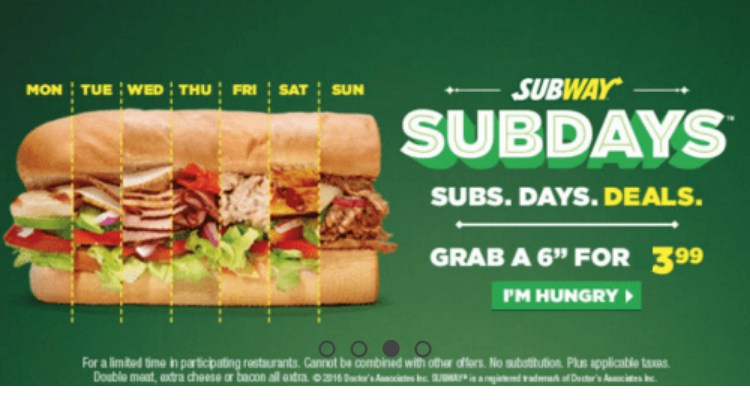 MON TUE WED THU FRI SAT SUN
SUBWAY
SUBDAYS™
SUBS. DAYS. DEALS.
GRAB A 6" FOR 3.99
I'M HUNGRY
For a limited time in participating restaurants. Cannot be combined with other offers. No substitution. Plus applicable taxes.
Double meat, extra cheese or bacon all extra. © 2016 Doctor's Associates Inc. SUBWAY® is a registered trademark of Doctor's Associates Inc.